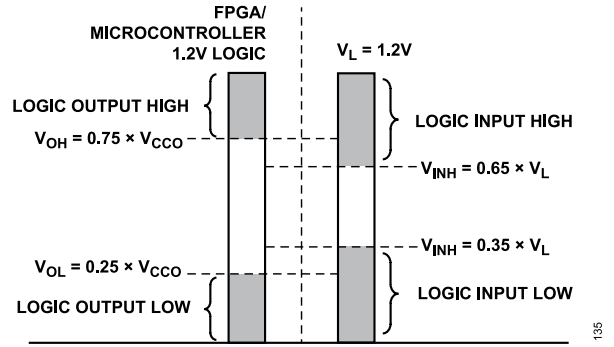 FPGA/
MICROCONTROLLER
1.2V LOGIC
V_L = 1.2V
LOGIC OUTPUT HIGH
V_OH = 0.75 × V_CCO
LOGIC INPUT HIGH
V_INH = 0.65 × V_L
V_INH = 0.35 × V_L
V_OL = 0.25 × V_CCO
LOGIC OUTPUT LOW
LOGIC INPUT LOW
135